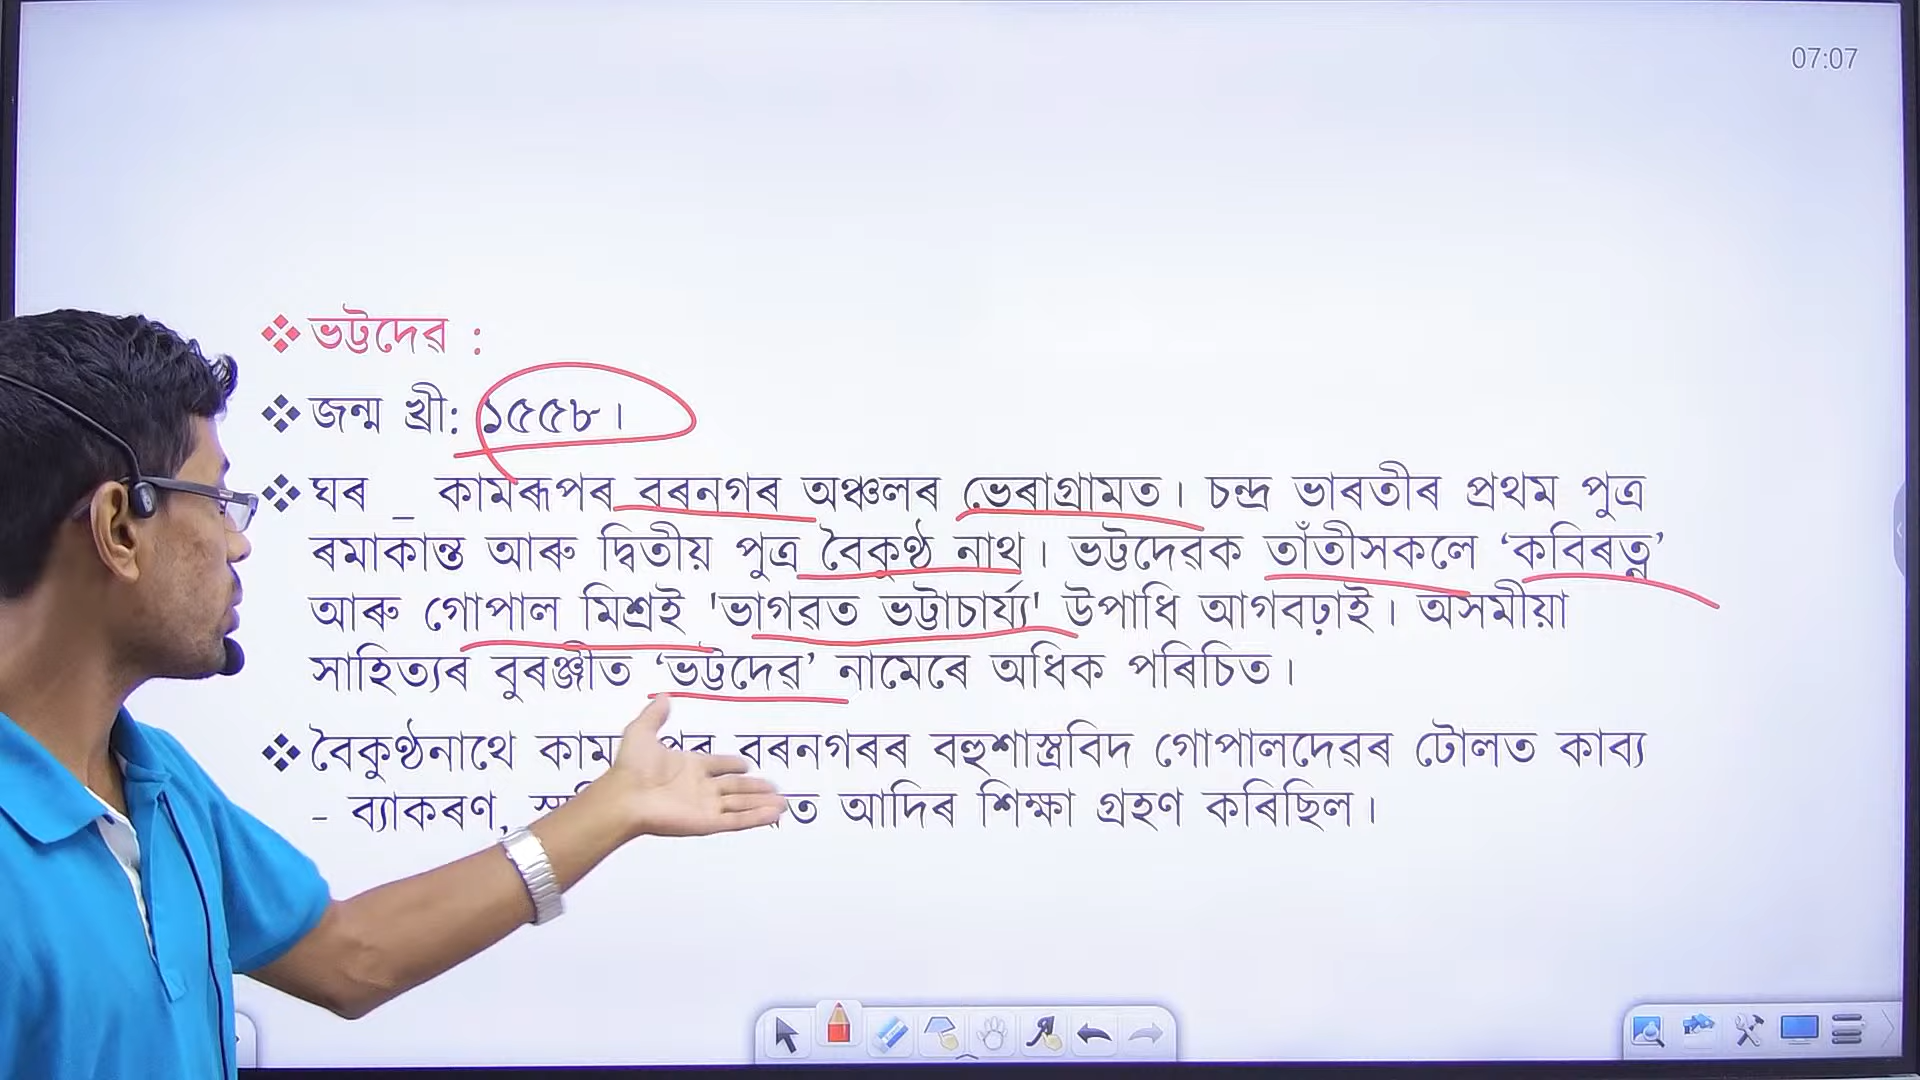 07:07
❖ ভট্টদেৱ :
❖ জন্ম খ্ৰী: ১৫৫৮।
❖ ঘৰ _ কামৰূপৰ বৰনগৰ অঞ্চলৰ ভেৰাগ্ৰামত। চন্দ্ৰ ভাৰতীৰ প্ৰথম পুত্ৰ
ৰমাকান্ত আৰু দ্বিতীয় পুত্ৰ বৈকুণ্ঠ নাথ। ভট্টদেৱক তাঁতীসকলে ‘কবিৰত্ন’
আৰু গোপাল মিশ্ৰই 'ভাগৱত ভট্টাচাৰ্য্য' উপাধি আগবঢ়াই। অসমীয়া
সাহিত্যৰ বুৰঞ্জীত ‘ভট্টদেৱ’ নামেৰে অধিক পৰিচিত।
❖ বৈকুণ্ঠনাথে বৰনগৰৰ বহুশাস্ত্ৰবিদ গোপালদেৱৰ টোলত কাব্য
- ব্যাকৰণ, আদিৰ শিক্ষা গ্ৰহণ কৰিছিল।